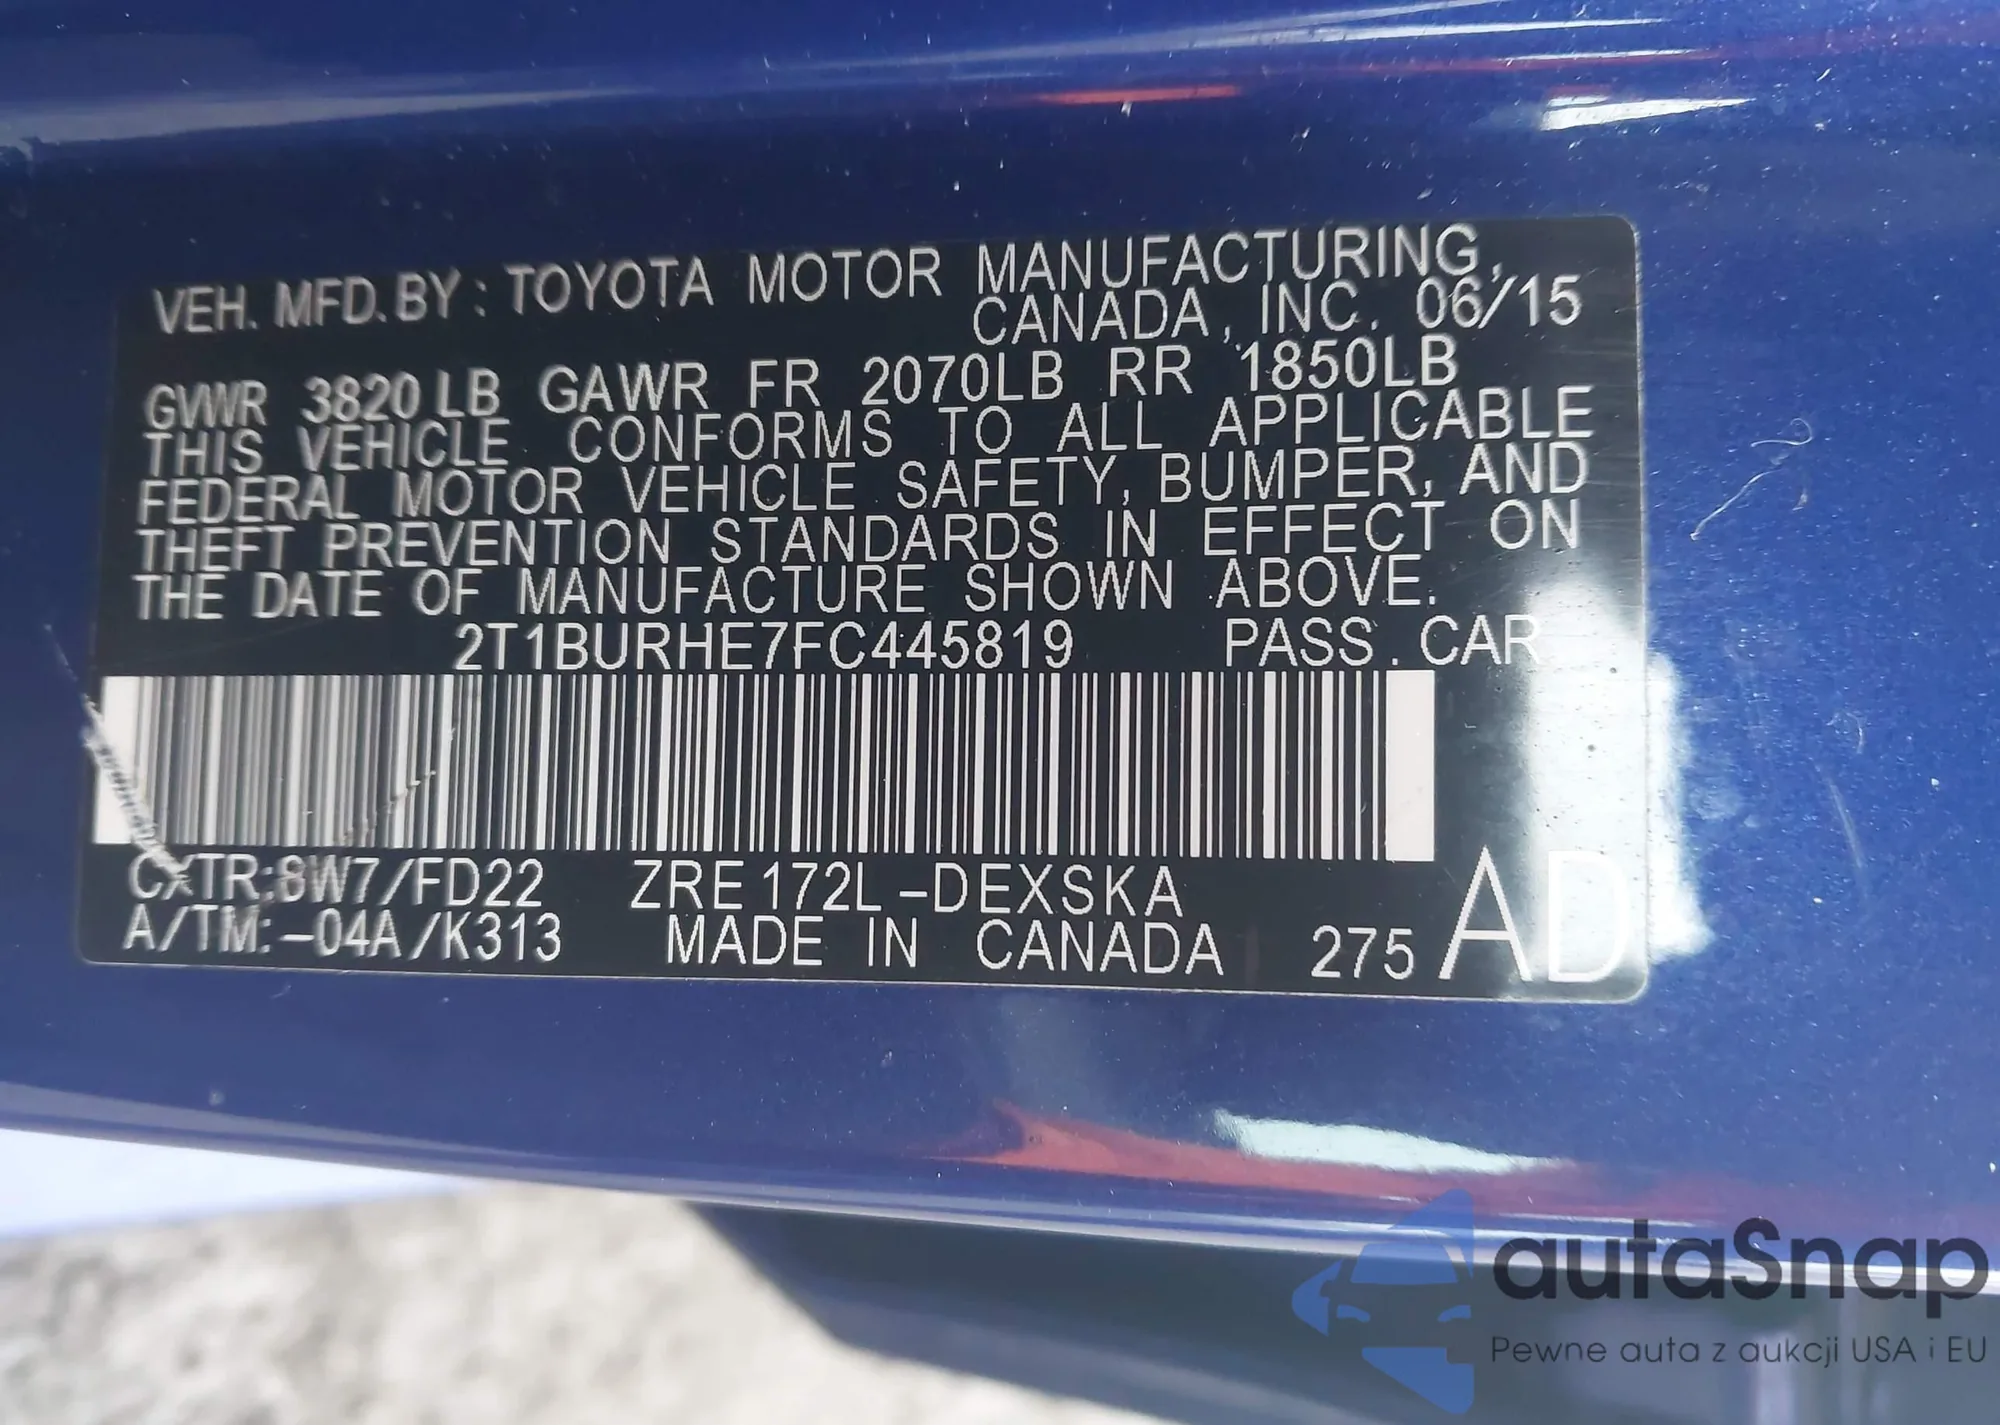 VEH. MFD. BY: TOYOTA MOTOR MANUFACTURING,
CANADA, INC. 06/15
GVWR 3820LB GAWR FR 2070LB RR 1850LB
THIS VEHICLE CONFORMS TO ALL APPLICABLE
FEDERAL MOTOR VEHICLE SAFETY, BUMPER, AND
THEFT PREVENTION STANDARDS IN EFFECT ON
THE DATE OF MANUFACTURE SHOWN ABOVE.
2T1BURHE7FC445819 PASS. CAR
C/TR:8W7/FD22 ZRE172L-DEXSKA
A/TM:-04A/K313 MADE IN CANADA 275 AD
autaSnap
Pewne auta z aukcji USA i EU